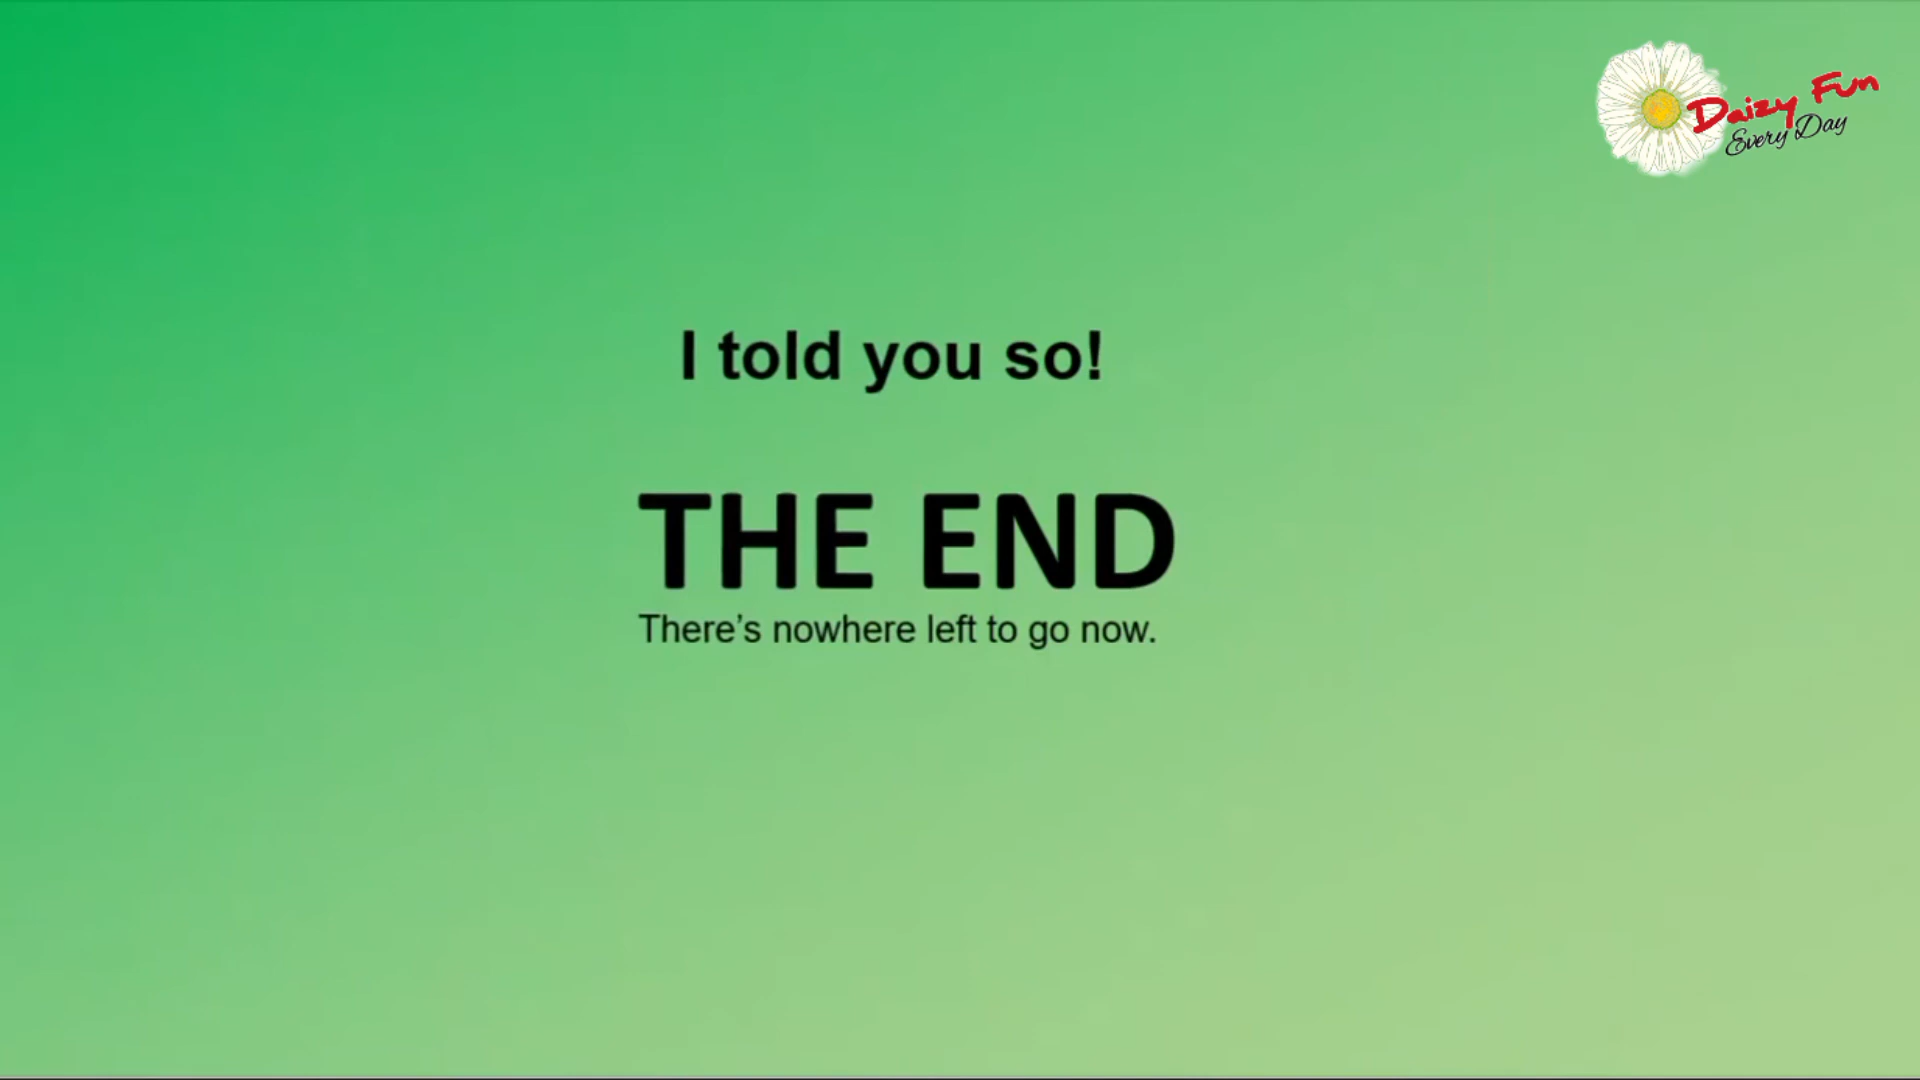 Daizy Fun
Every Day
I told you so!
THE END
There’s nowhere left to go now.